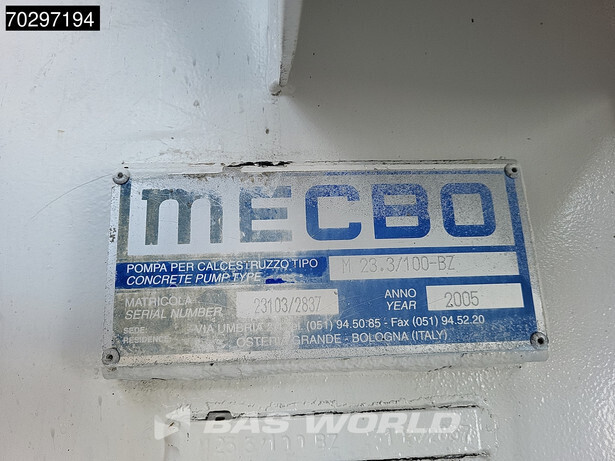 70297194
mECBO
POMPA PER CALCESTRUZZO TIPO
CONCRETE PUMP TYPE
M 23.3/100-BZ
MATRICOLA
SERIAL NUMBER
23103/2837
ANNO
YEAR
2005
SEDE:
RESIDENCE:
VIA UMBRIA (051) 94.50.85 - Fax (051) 94.52.20
OSTERIA GRANDE - BOLOGNA (ITALY)
BAS WORLD